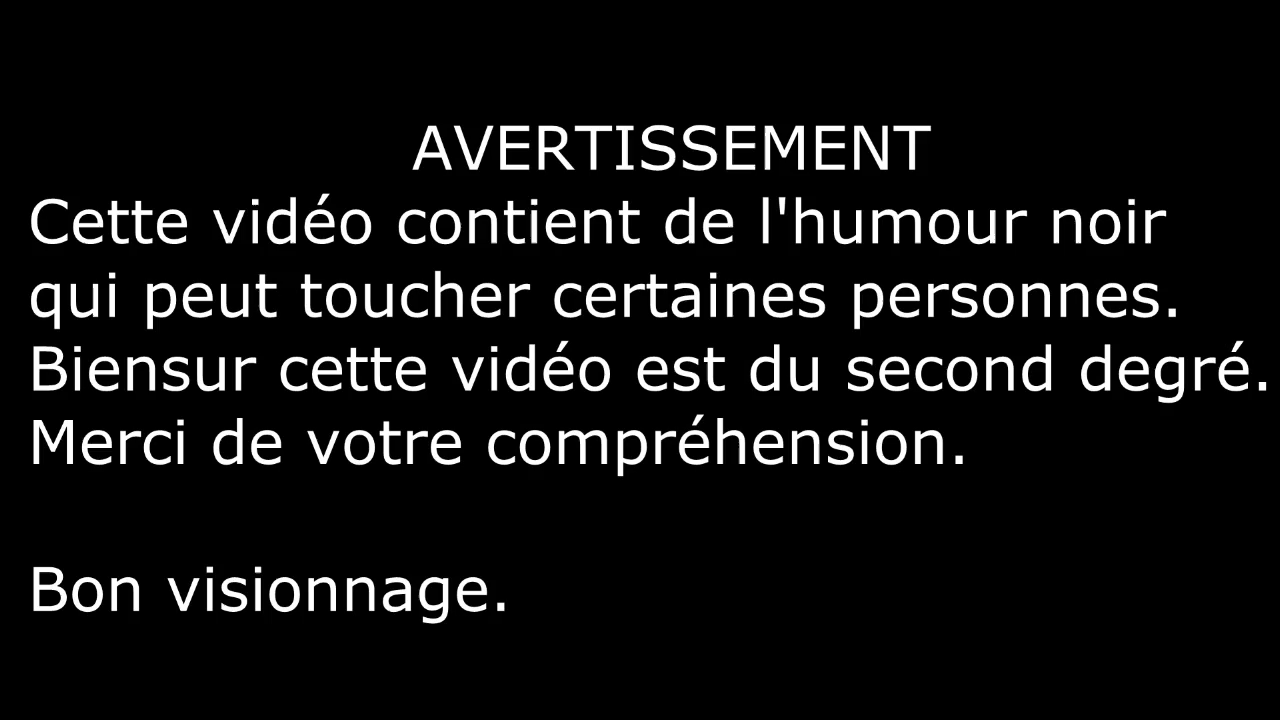 AVERTISSEMENT
Cette vidéo contient de l'humour noir
qui peut toucher certaines personnes.
Biensur cette vidéo est du second degré.
Merci de votre compréhension.
Bon visionnage.